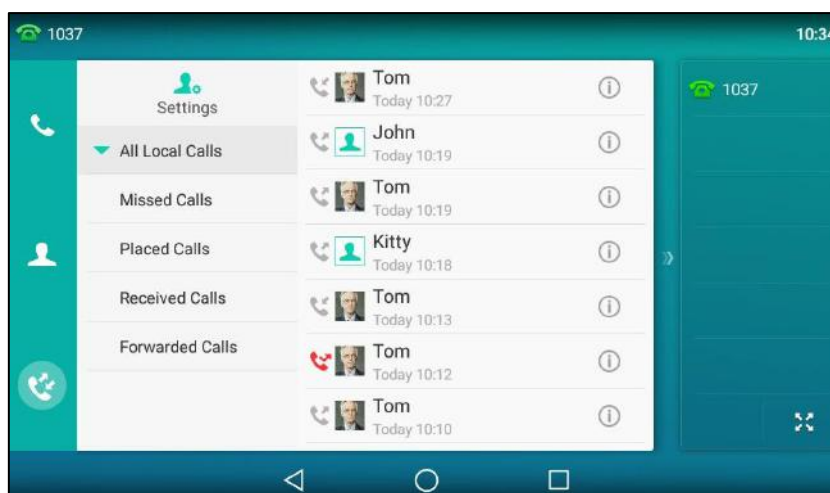 1037
10:34
Settings
All Local Calls
Missed Calls
Placed Calls
Received Calls
Forwarded Calls
Tom
Today 10:27
John
Today 10:19
Tom
Today 10:19
Kitty
Today 10:18
Tom
Today 10:13
Tom
Today 10:12
Tom
Today 10:10
1037